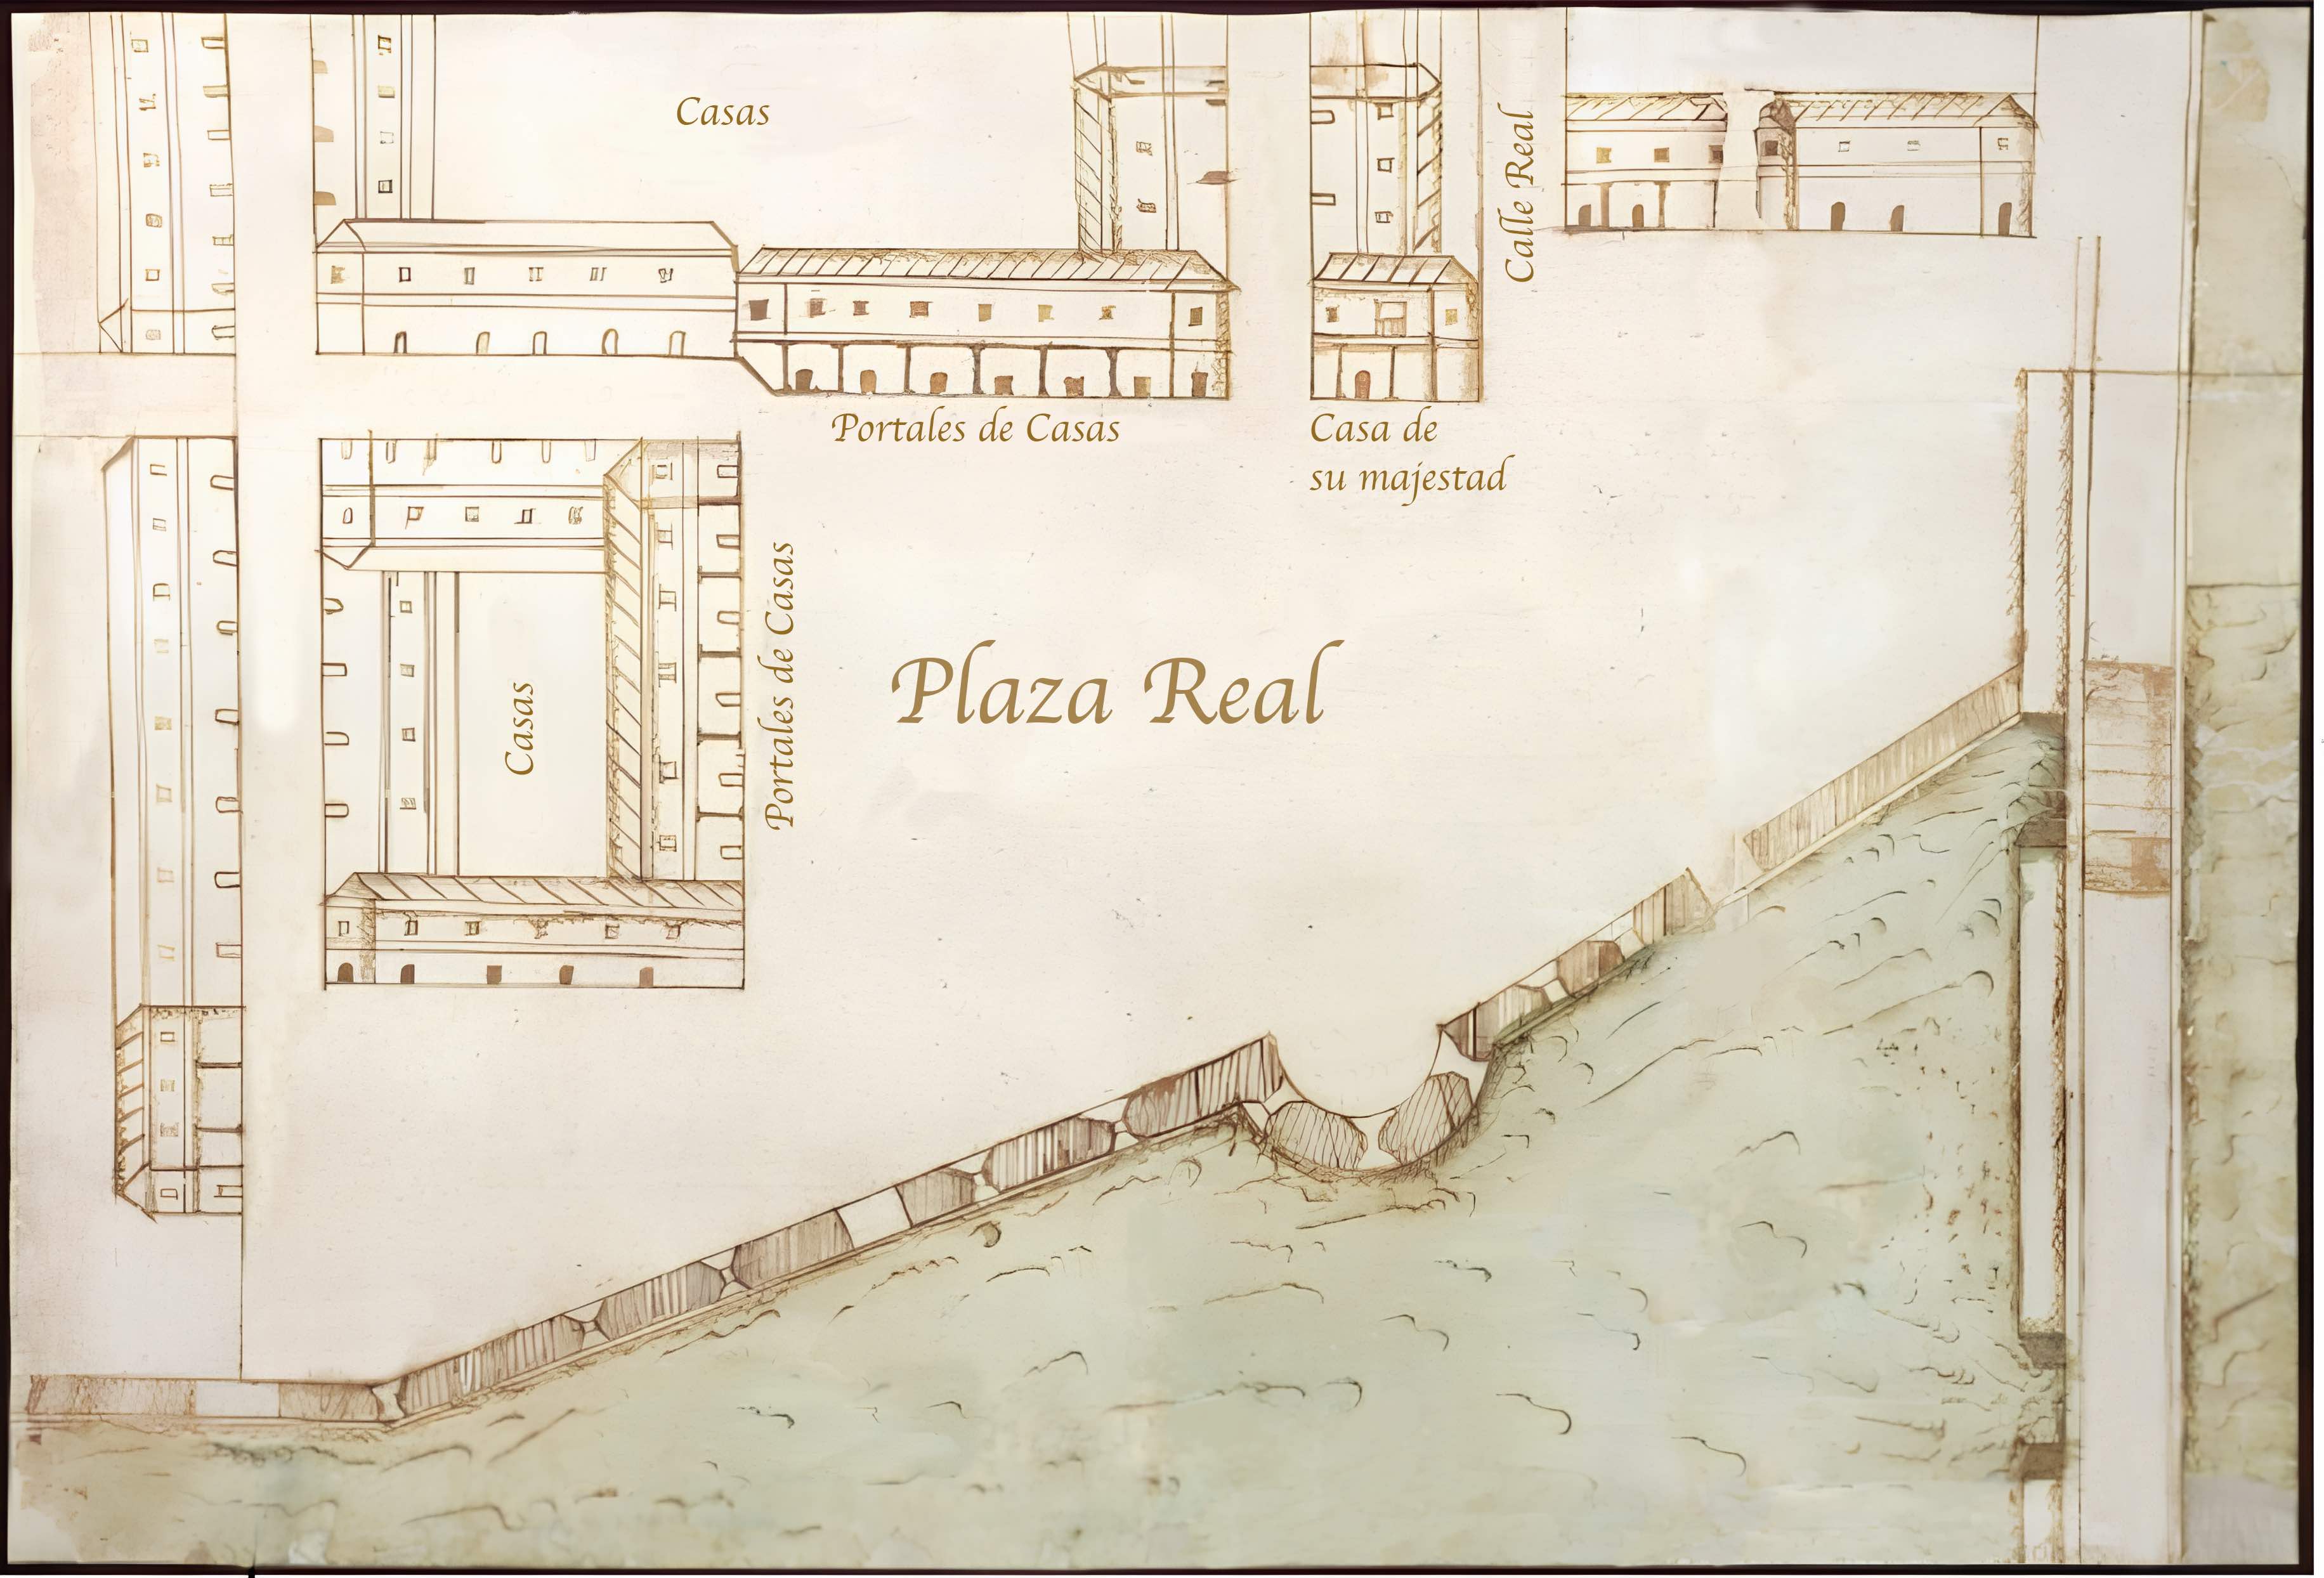 Casas
Calle Real
Portales de Casas
Casa de
su majestad
Portales de Casas
Casas
Plaza Real